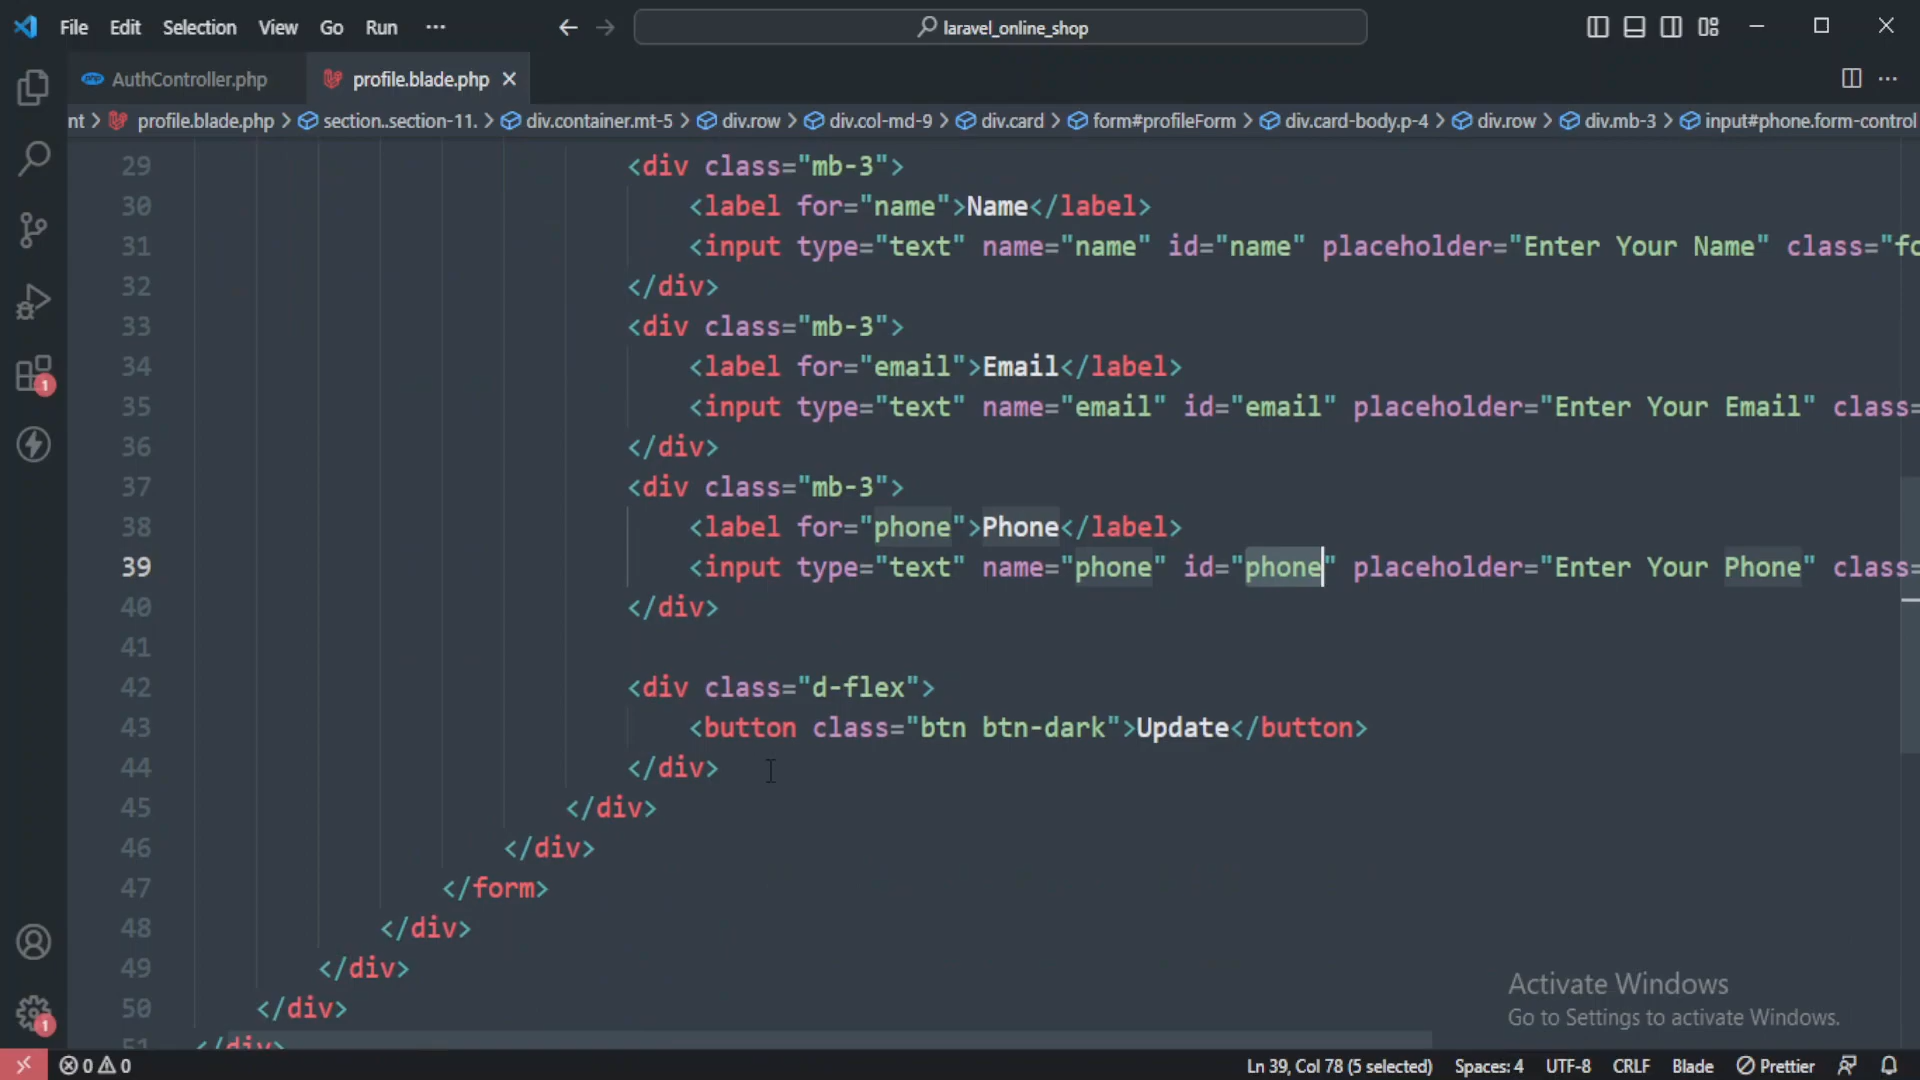 File Edit Selection View Go Run ··· laravel_online_shop
AuthController.php profile.blade.php
nt > profile.blade.php > section..section-11. > div.container.mt-5 > div.row > div.col-md-9 > div.card > form#profileForm > div.card-body.p-4 > div.row > div.mb-3 > input#phone.form-control
29 <div class="mb-3">
30 <label for="name">Name</label>
31 <input type="text" name="name" id="name" placeholder="Enter Your Name" class="fo
32 </div>
33 <div class="mb-3">
34 <label for="email">Email</label>
35 <input type="text" name="email" id="email" placeholder="Enter Your Email" class=
36 </div>
37 <div class="mb-3">
38 <label for="phone">Phone</label>
39 <input type="text" name="phone" id="phone" placeholder="Enter Your Phone" class=
40 </div>
41
42 <div class="d-flex">
43 <button class="btn btn-dark">Update</button>
44 </div>
45 </div>
46 </div>
47 </form>
48 </div>
49 </div>
50 </div>
51 </div>
Activate Windows
Go to Settings to activate Windows.
1
1
0 0 Ln 39, Col 78 (5 selected) Spaces: 4 UTF-8 CRLF Blade Prettier